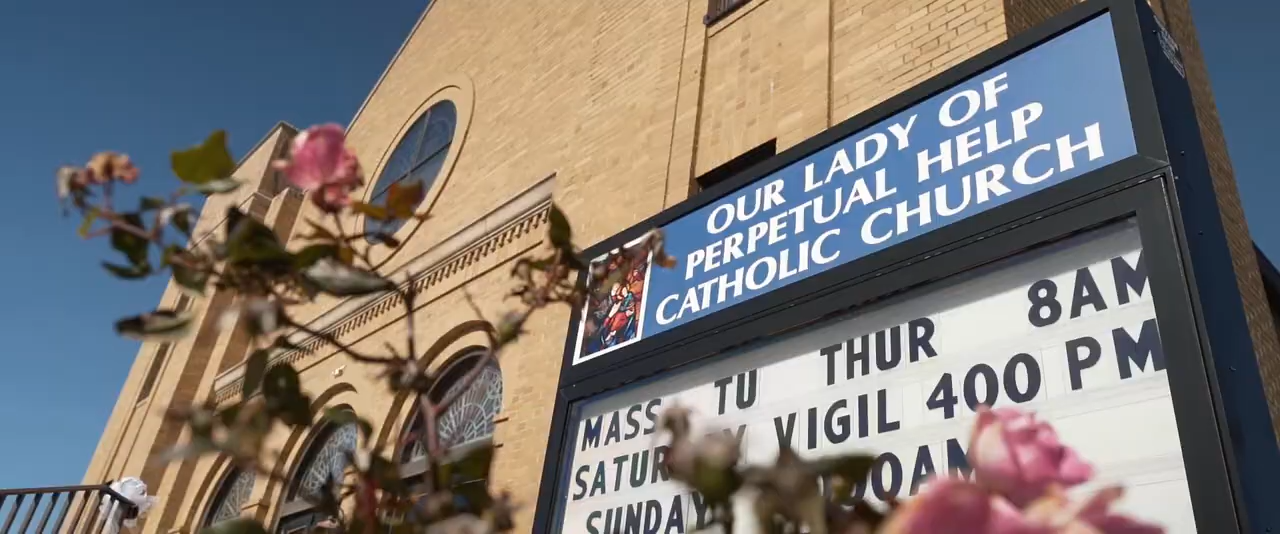 OUR LADY OF
PERPETUAL HELP
CATHOLIC CHURCH
MASS TU THUR 8AM
SATURDAY VIGIL 400 PM
SUNDAY